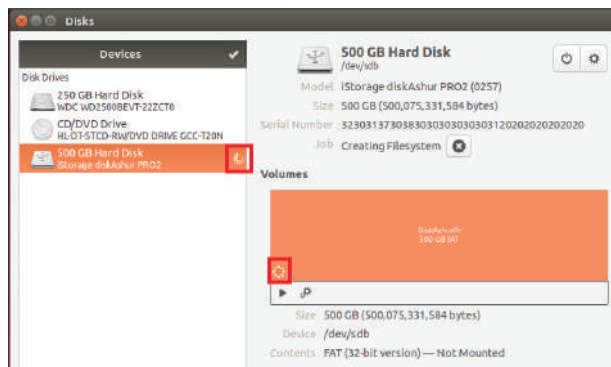 Disks
Devices
Disk Drives
250 GB Hard Disk
WDC WD2500BEVT-22ZCT0
CD/DVD Drive
HL-DT-STCD-RW/DVD DRIVE GCC-T20N
500 GB Hard Disk
iStorage diskAshur PRO2
500 GB Hard Disk
/dev/sdb
Model iStorage diskAshur PRO2 (0257)
Size 500 GB (500,075,331,584 bytes)
Serial Number
Job Creating Filesystem
Volumes
DiskAshurPr
500 GB FAT
Size 500 GB (500,075,331,584 bytes)
Device /dev/sdb
Contents FAT (32-bit version) — Not Mounted